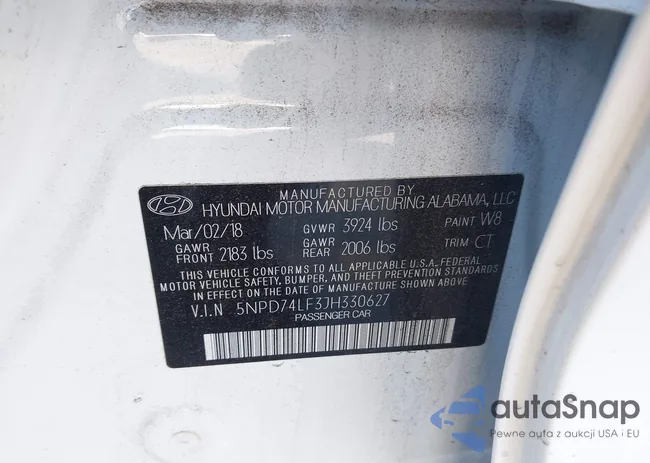 MANUFACTURED BY
HYUNDAI MOTOR MANUFACTURING ALABAMA, LLC
Mar/02/18 GVWR 3924 lbs PAINT W8
GAWR FRONT 2183 lbs GAWR REAR 2006 lbs TRIM CT
THIS VEHICLE CONFORMS TO ALL APPLICABLE U.S.A. FEDERAL
MOTOR VEHICLE SAFETY, BUMPER, AND THEFT PREVENTION STANDARDS
IN EFFECT ON THE DATE OF MANUFACTURE SHOWN ABOVE.
V.I.N 5NPD74LF3JH330627
PASSENGER CAR
autoSnap
Pewne auta z aukcji USA i EU